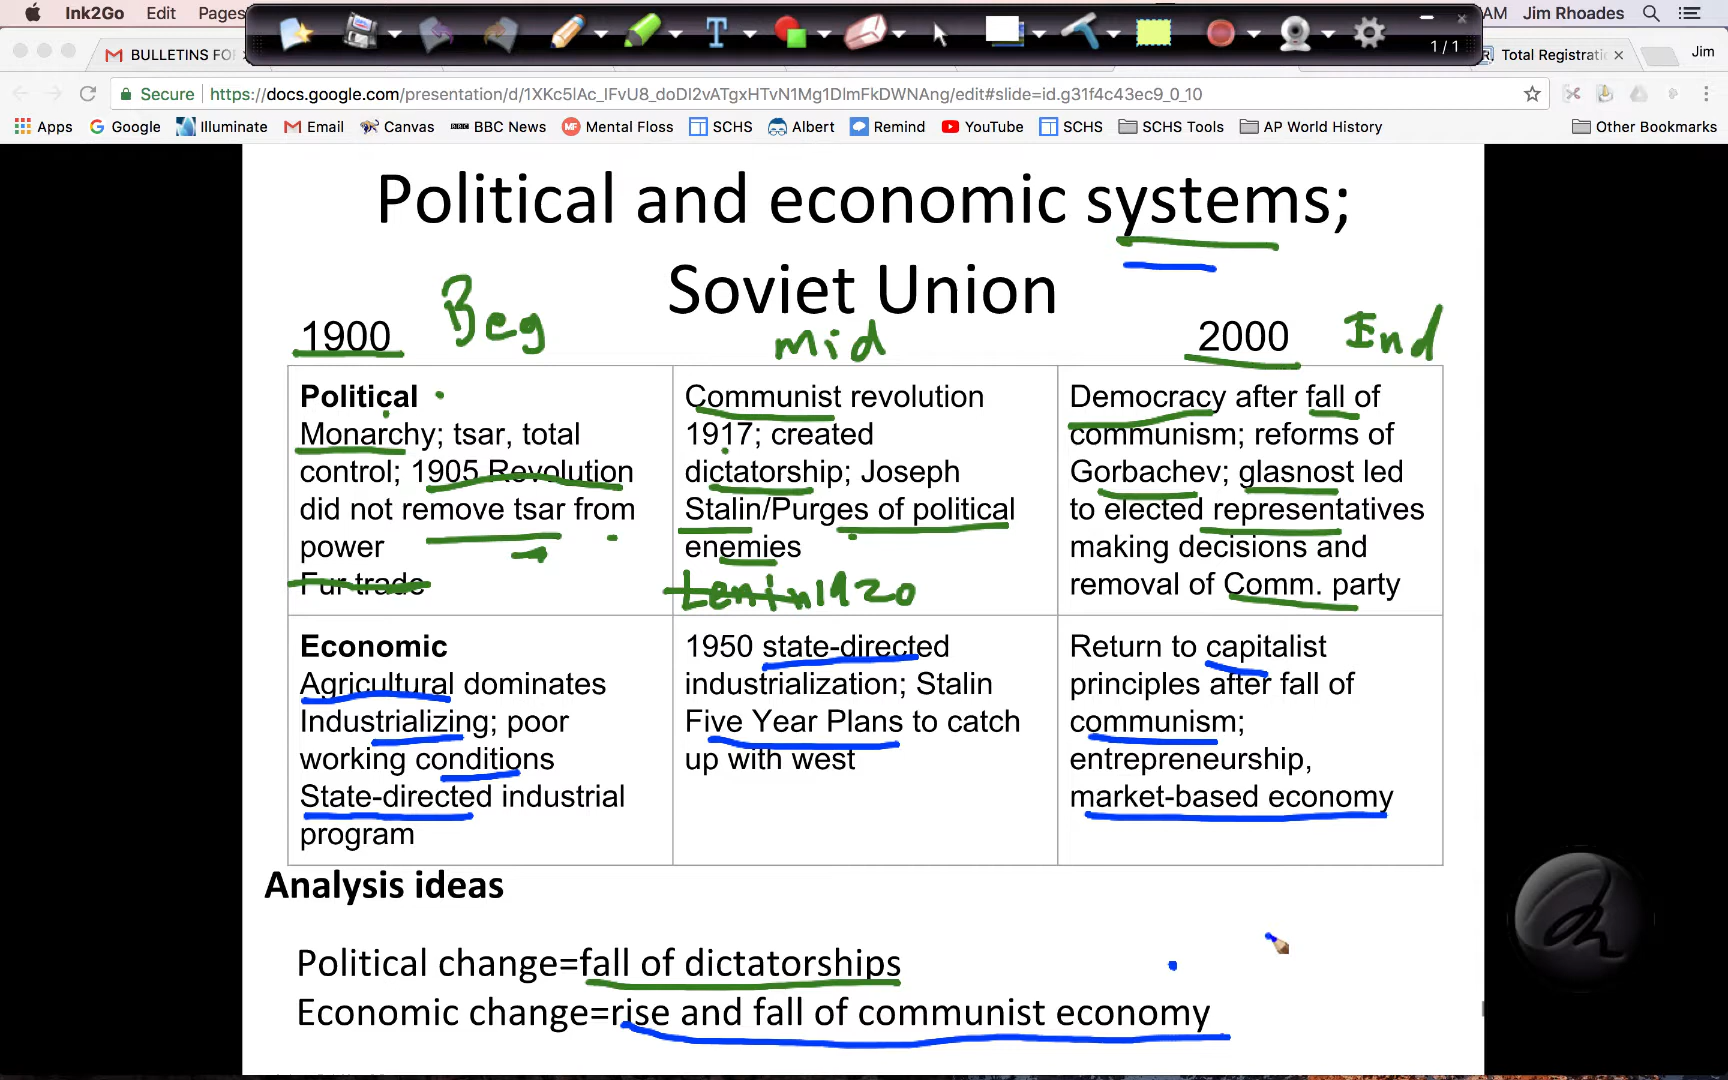 Ink2Go Edit Pages AM Jim Rhoades
1/1
BULLETINS FO Total Registrati Jim
Secure https://docs.google.com/presentation/d/1XKc5lAc_lFvU8_doDl2vATgxHTvN1Mg1DlmFkDWNAng/edit#slide=id.g31f4c43ec9_0_10
Apps Google Illuminate Email Canvas BBC News Mental Floss SCHS Albert Remind YouTube SCHS SCHS Tools AP World History Other Bookmarks
Political and economic systems;
Soviet Union
1900 Beg mid 2000 End
Political
Monarchy; tsar, total
control; 1905 Revolution
did not remove tsar from
power
Fur trade
Communist revolution
1917; created
dictatorship; Joseph
Stalin/Purges of political
enemies
Lenin 1920
Democracy after fall of
communism; reforms of
Gorbachev; glasnost led
to elected representatives
making decisions and
removal of Comm. party
Economic
Agricultural dominates
Industrializing; poor
working conditions
State-directed industrial
program
1950 state-directed
industrialization; Stalin
Five Year Plans to catch
up with west
Return to capitalist
principles after fall of
communism;
entrepreneurship,
market-based economy
Analysis ideas
Political change=fall of dictatorships
Economic change=rise and fall of communist economy